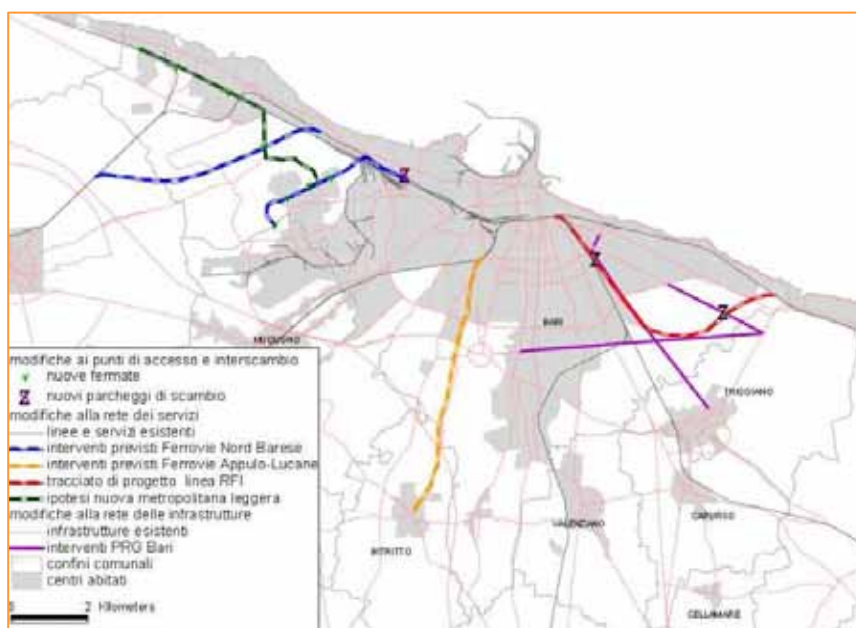 BARI
MODUGNO
TRIGGIANO
BITRITTO
VALENZANO
CAPURSO
CELLAMARE
modifiche ai punti di accesso e interscambio
nuove fermate
nuovi parcheggi di scambio
modifiche alla rete dei servizi
linee e servizi esistenti
interventi previsti Ferrovie Nord Barese
interventi previsti Ferrovie Appulo-Lucane
tracciato di progetto linea RFI
ipotesi nuova metropolitana leggera
modifiche alla rete delle infrastrutture
infrastrutture esistenti
interventi PRG Bari
confini comunali
centri abitati
2 Kilometers